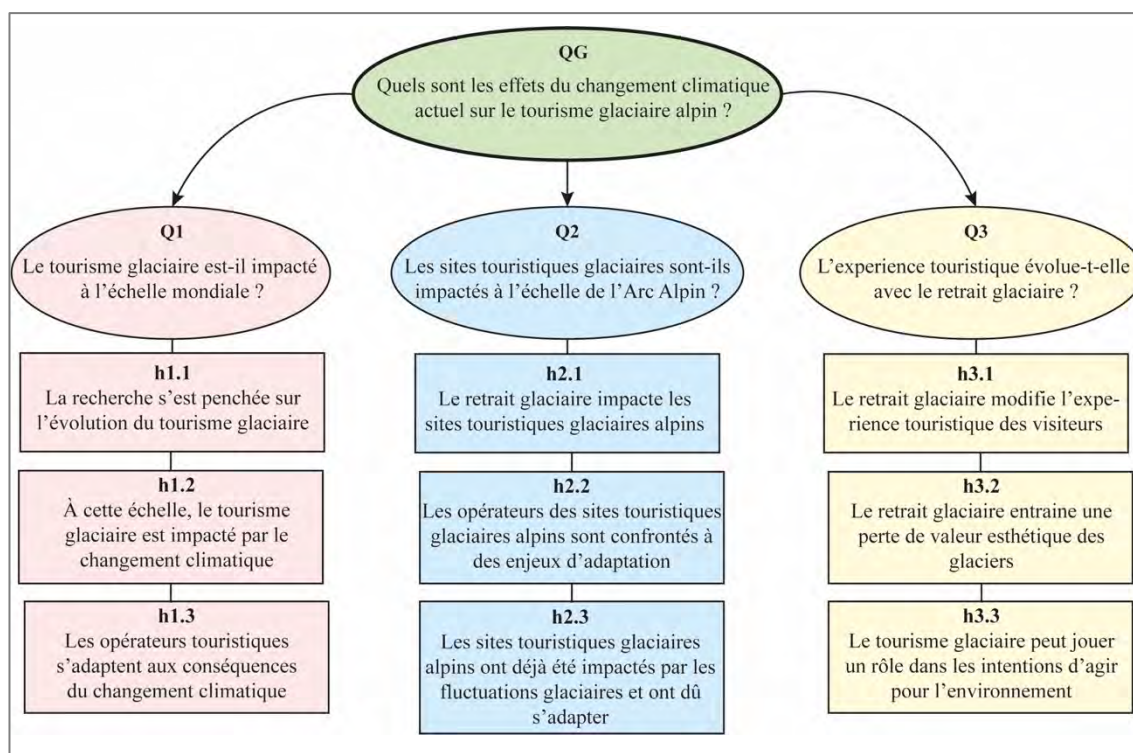 QG
Quels sont les effets du changement climatique
actuel sur le tourisme glaciaire alpin ?
Q1
Le tourisme glaciaire est-il impacté
à l’échelle mondiale ?
h1.1
La recherche s’est penchée sur
l’évolution du tourisme glaciaire
h1.2
À cette échelle, le tourisme
glaciaire est impacté par le
changement climatique
h1.3
Les opérateurs touristiques
s’adaptent aux conséquences
du changement climatique
Q2
Les sites touristiques glaciaires sont-ils
impactés à l’échelle de l’Arc Alpin ?
h2.1
Le retrait glaciaire impacte les
sites touristiques glaciaires alpins
h2.2
Les opérateurs des sites touristiques
glaciaires alpins sont confrontés à
des enjeux d’adaptation
h2.3
Les sites touristiques glaciaires
alpins ont déjà été impactés par les
fluctuations glaciaires et ont dû
s’adapter
Q3
L’experience touristique évolue-t-elle
avec le retrait glaciaire ?
h3.1
Le retrait glaciaire modifie l’expe-
rience touristique des visiteurs
h3.2
Le retrait glaciaire entraine une
perte de valeur esthétique des
glaciers
h3.3
Le tourisme glaciaire peut jouer
un rôle dans les intentions d’agir
pour l’environnement